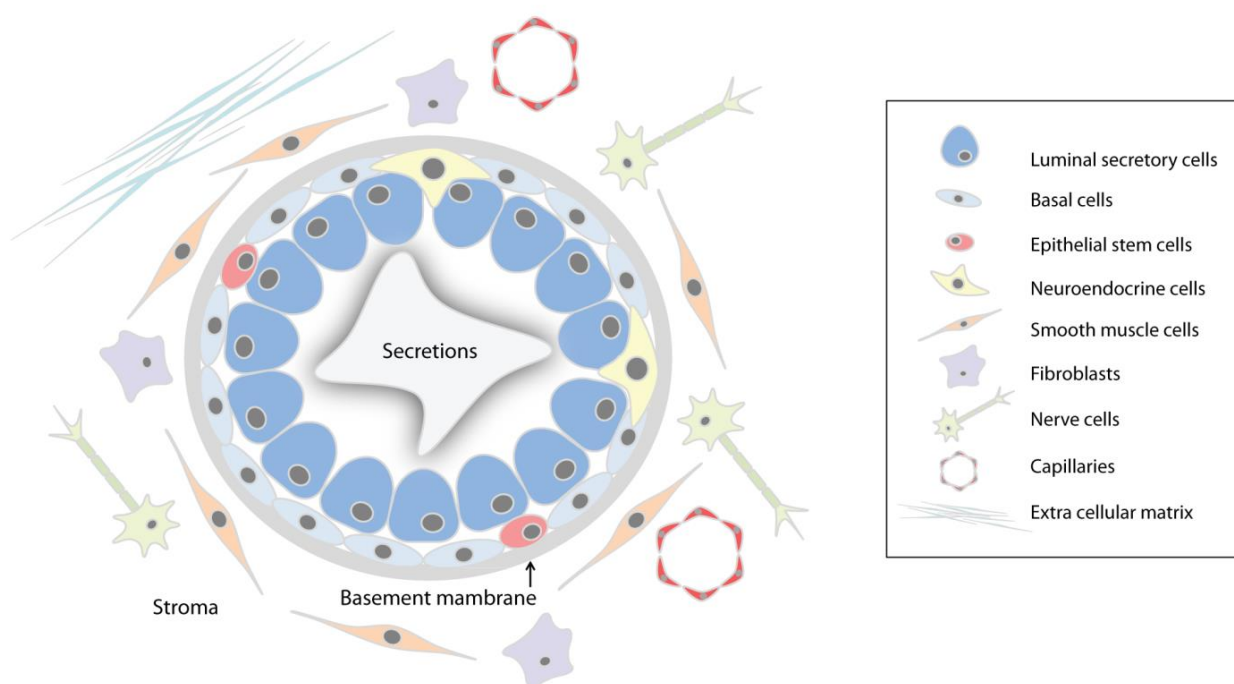 Secretions
Stroma
Basement mambrane
Luminal secretory cells
Basal cells
Epithelial stem cells
Neuroendocrine cells
Smooth muscle cells
Fibroblasts
Nerve cells
Capillaries
Extra cellular matrix